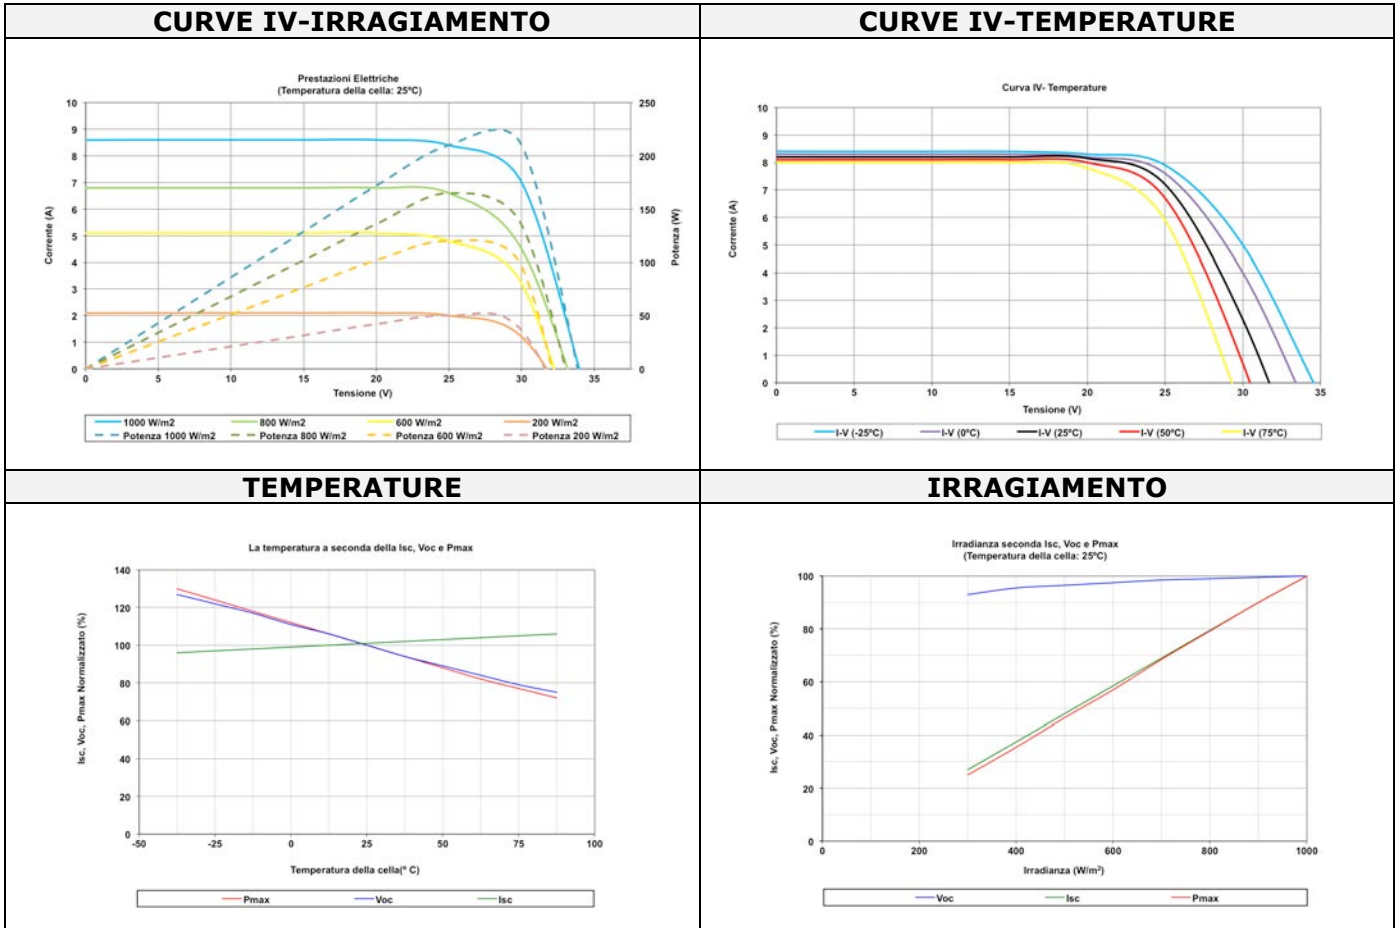 CURVE IV-IRRAGIAMENTO
CURVE IV-TEMPERATURE
Prestazioni Elettriche
(Temperatura della cella: 25ºC)
10
9
8
7
6
5
4
3
2
1
0
Corrente (A)
250
200
150
100
50
0
Potenza (W)
0 5 10 15 20 25 30 35
Tensione (V)
1000 W/m2 800 W/m2 600 W/m2 200 W/m2
Potenza 1000 W/m2 Potenza 800 W/m2 Potenza 600 W/m2 Potenza 200 W/m2
Curva IV- Temperature
10
9
8
7
6
5
4
3
2
1
0
Corrente (A)
0 5 10 15 20 25 30 35
Tensione (V)
I-V (-25ºC) I-V (0ºC) I-V (25ºC) I-V (50ºC) I-V (75ºC)
TEMPERATURE
IRRAGIAMENTO
La temperatura a seconda della Isc, Voc e Pmax
140
120
100
80
60
40
20
0
Isc, Voc, Pmax Normalizzato (%)
-50 -25 0 25 50 75 100
Temperatura della cella(º C)
Pmax Voc Isc
Irradianza seconda Isc, Voc e Pmax
(Temperatura della cella: 25ºC)
100
80
60
40
20
0
Isc, Voc, Pmax Normalizzato (%)
0 200 400 600 800 1000
Irradianza (W/m²)
Voc Isc Pmax